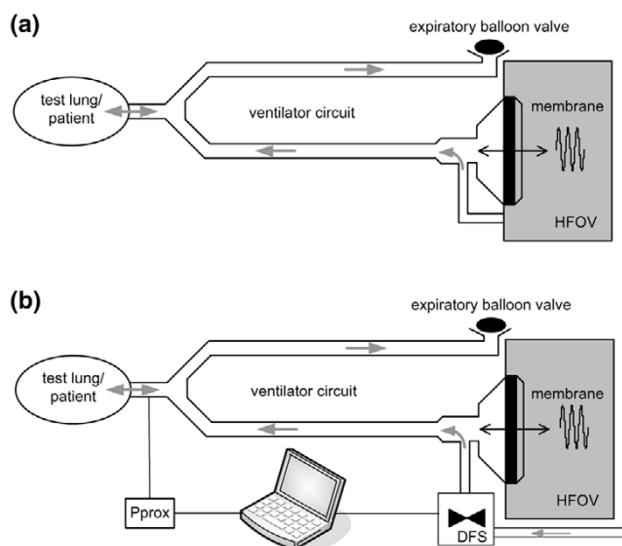 (a)
expiratory balloon valve
test lung/
patient
ventilator circuit
membrane
HFOV
(b)
expiratory balloon valve
test lung/
patient
ventilator circuit
membrane
HFOV
Pprox
DFS